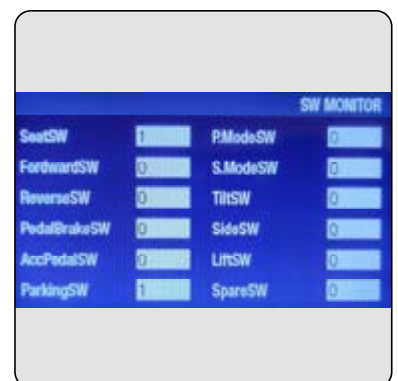 SW MONITOR
SeatSW 1 P.ModeSW 0
FordwardSW 0 S.ModeSW 0
ReverseSW 0 TiltSW 0
PedalBrakeSW 0 SideSW 0
AccPedalSW 0 LiftSW 0
ParkingSW 1 SpareSW 0